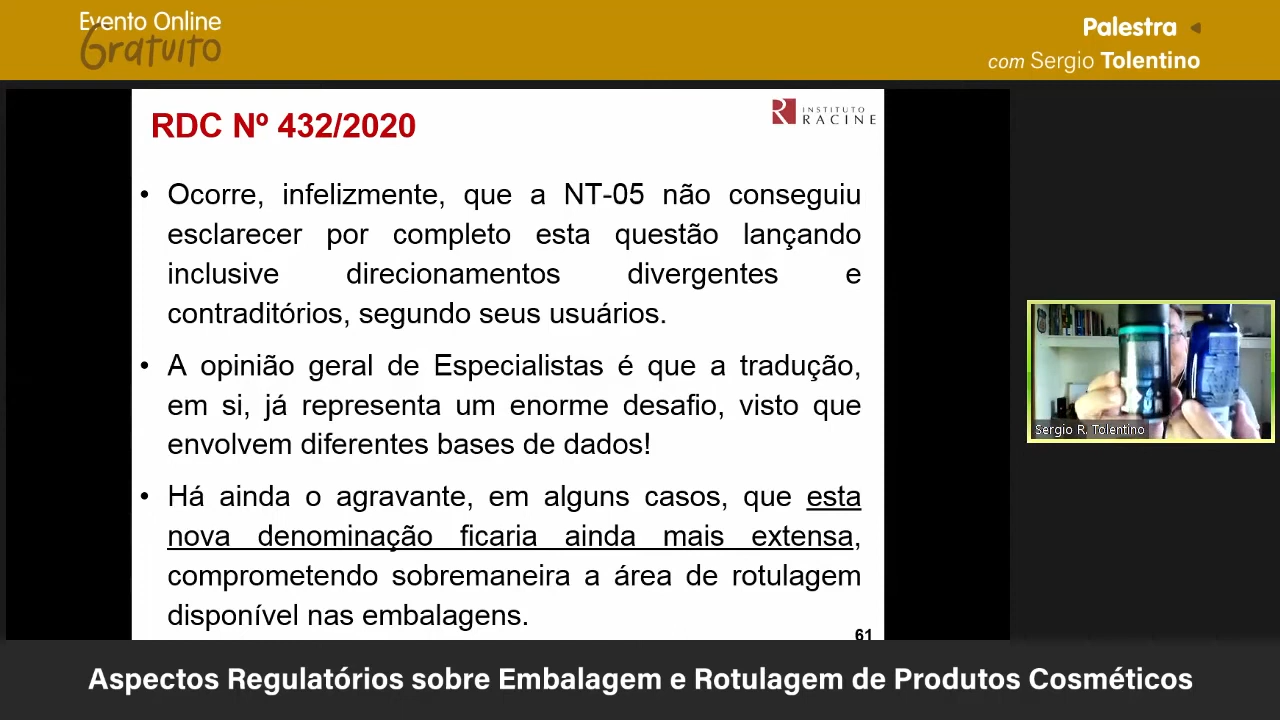 Evento Online
Gratuito
Palestra
com Sergio Tolentino
RDC Nº 432/2020
INSTITUTO
RACINE
• Ocorre, infelizmente, que a NT-05 não conseguiu
esclarecer por completo esta questão lançando
inclusive direcionamentos divergentes e
contraditórios, segundo seus usuários.
• A opinião geral de Especialistas é que a tradução,
em si, já representa um enorme desafio, visto que
envolvem diferentes bases de dados!
• Há ainda o agravante, em alguns casos, que esta
nova denominação ficaria ainda mais extensa,
comprometendo sobremaneira a área de rotulagem
disponível nas embalagens.
61
Sergio R. Tolentino
Aspectos Regulatórios sobre Embalagem e Rotulagem de Produtos Cosméticos